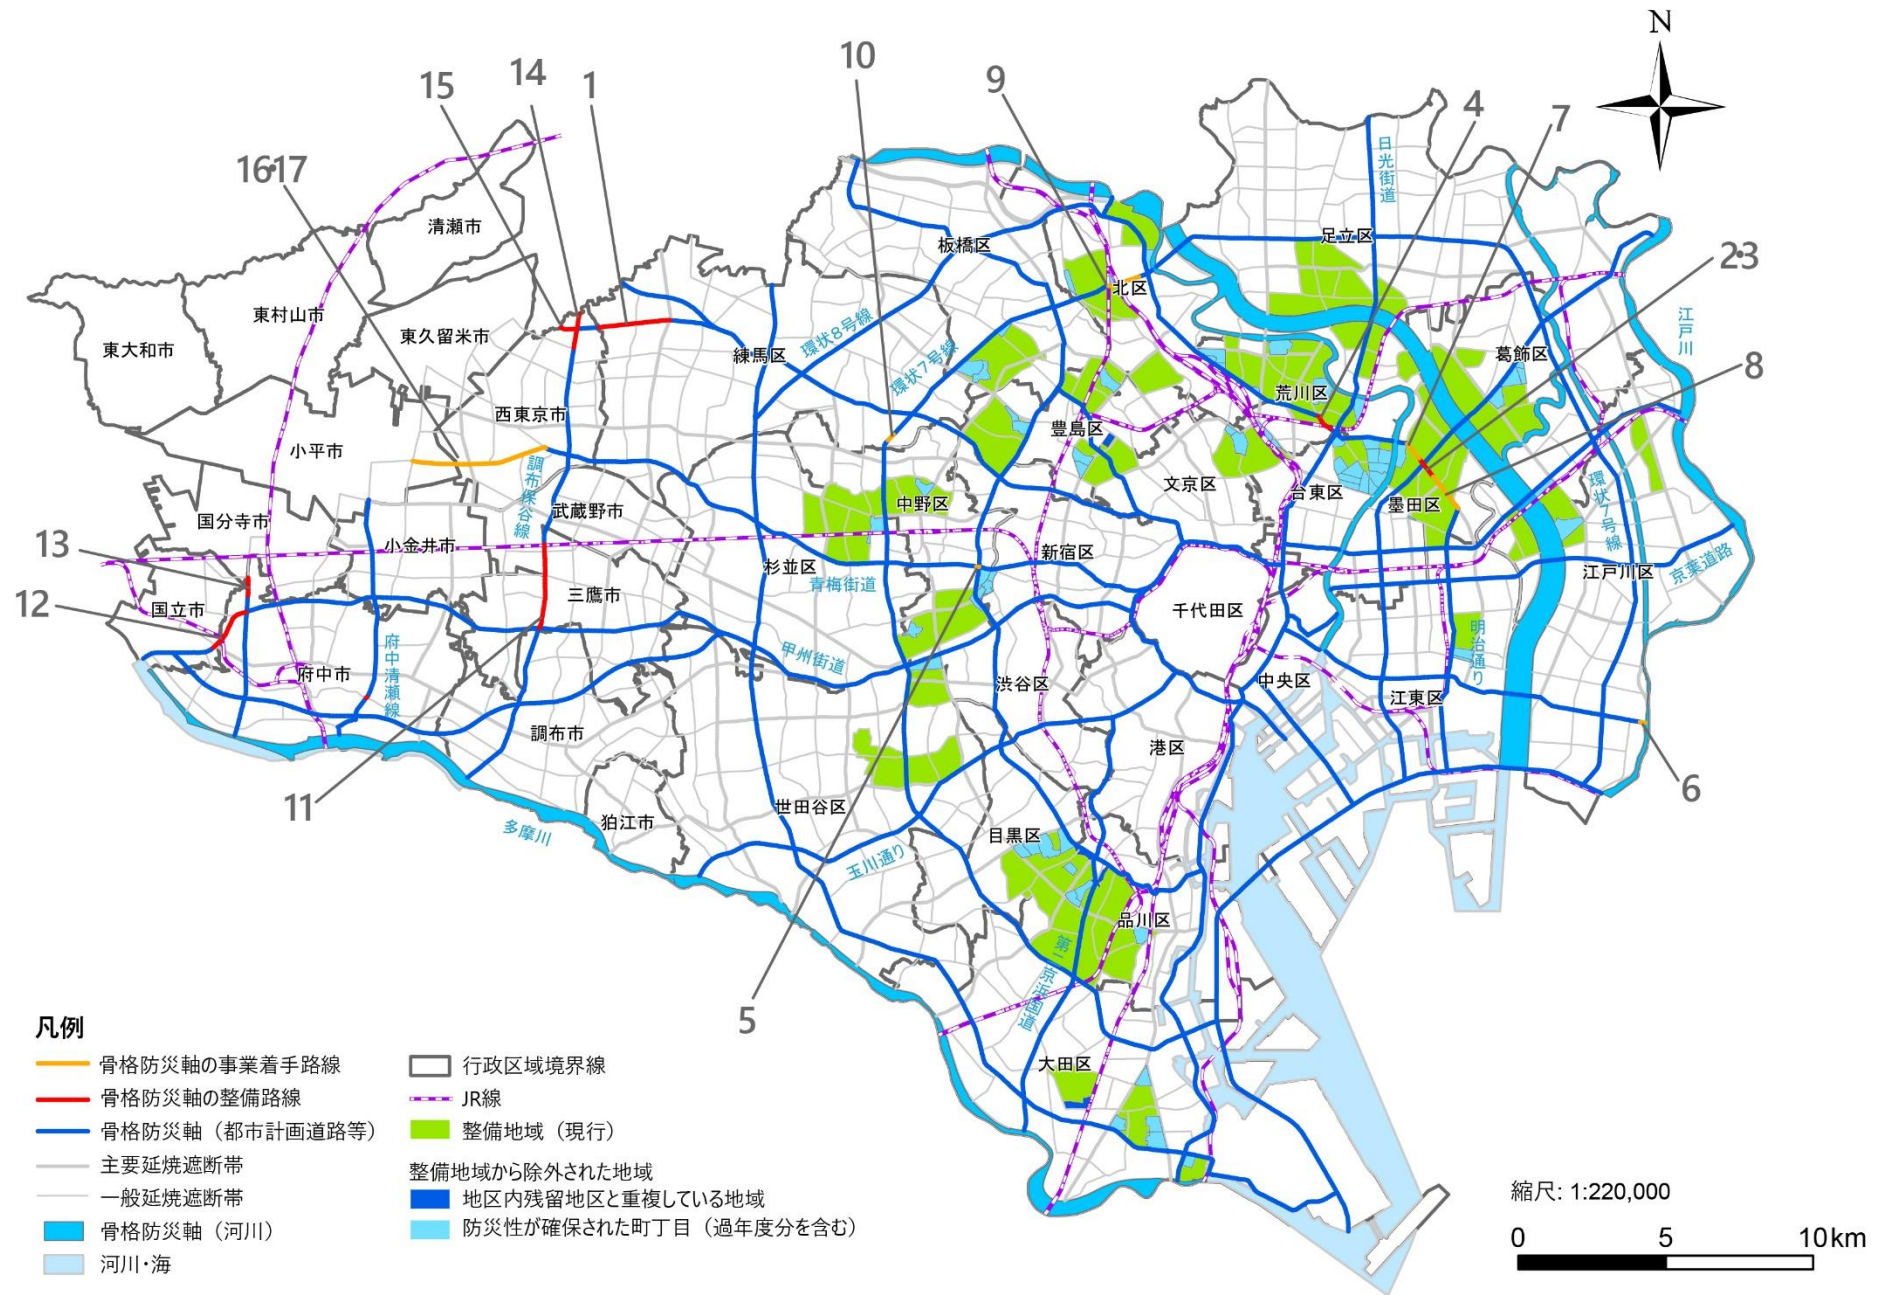 N
10
9
14
15
1
4
7
16・17
2・3
8
13
12
11
5
6
清瀬市
東村山市
東久留米市
東大和市
小平市
西東京市
国分寺市
小金井市
武蔵野市
三鷹市
国立市
府中市
調布市
狛江市
板橋区
北区
足立区
練馬区
豊島区
荒川区
葛飾区
文京区
台東区
墨田区
中野区
新宿区
杉並区
千代田区
江戸川区
渋谷区
中央区
江東区
港区
世田谷区
目黒区
品川区
大田区
日光街道
江戸川
環状8号線
環状7号線
調布保谷線
青梅街道
環状7号線
京葉道路
府中清瀬線
甲州街道
明治通り
多摩川
玉川通り
第二京浜国道
凡例
骨格防災軸の事業着手路線
骨格防災軸の整備路線
骨格防災軸（都市計画道路等）
主要延焼遮断帯
一般延焼遮断帯
骨格防災軸（河川）
河川・海
行政区域境界線
JR線
整備地域（現行）
整備地域から除外された地域
地区内残留地区と重複している地域
防災性が確保された町丁目（過年度分を含む）
縮尺: 1:220,000
0 5 10km